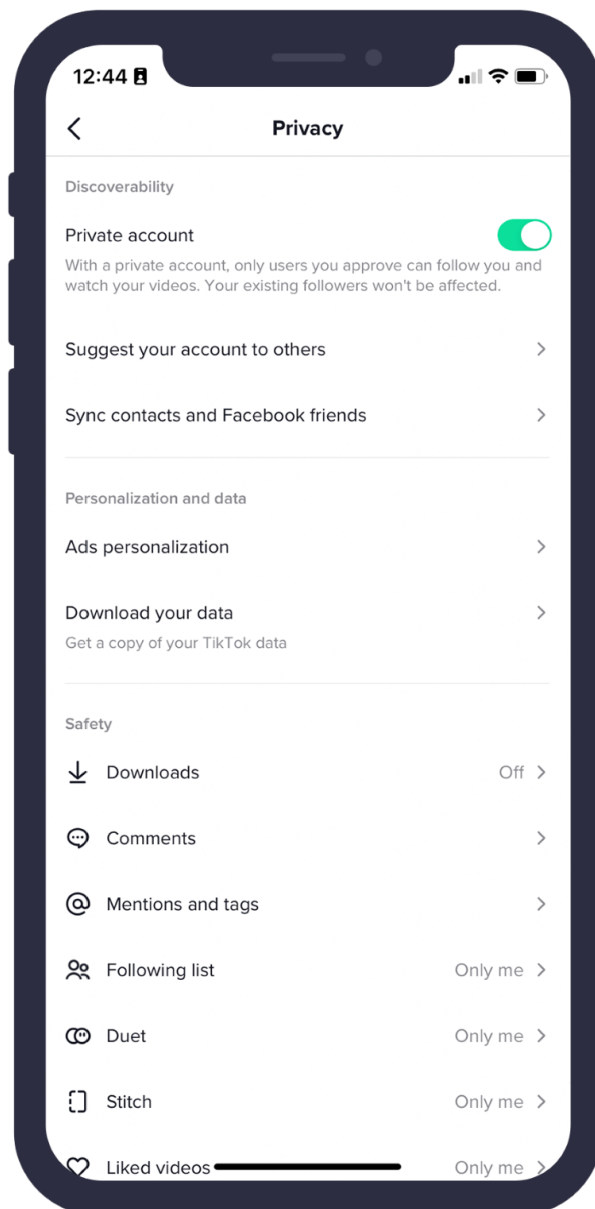 12:44
Privacy
Discoverability
Private account
With a private account, only users you approve can follow you and
watch your videos. Your existing followers won't be affected.
Suggest your account to others
Sync contacts and Facebook friends
Personalization and data
Ads personalization
Download your data
Get a copy of your TikTok data
Safety
Downloads Off
Comments
Mentions and tags
Following list Only me
Duet Only me
Stitch Only me
Liked videos Only me